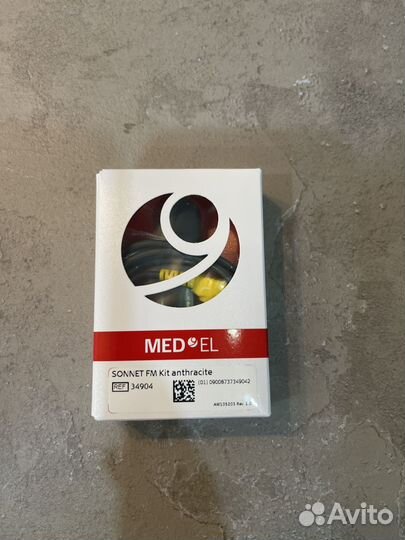 MED EL
SONNET FM Kit anthracite
REF 34904
(01) 09008737349042
Avito